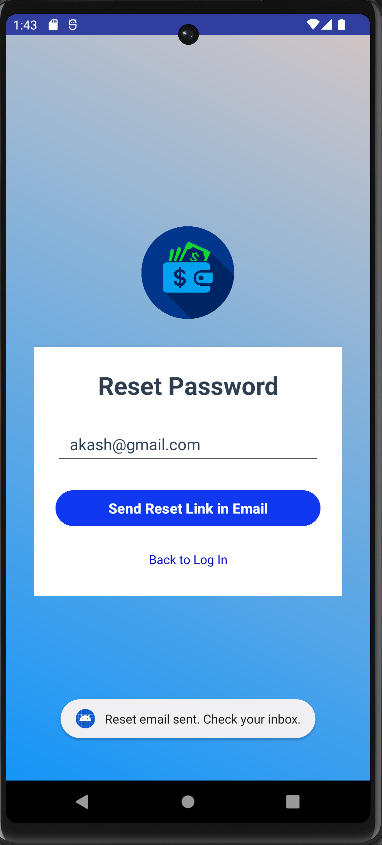 1:43
$
$
Reset Password
akash@gmail.com
Send Reset Link in Email
Back to Log In
Reset email sent. Check your inbox.